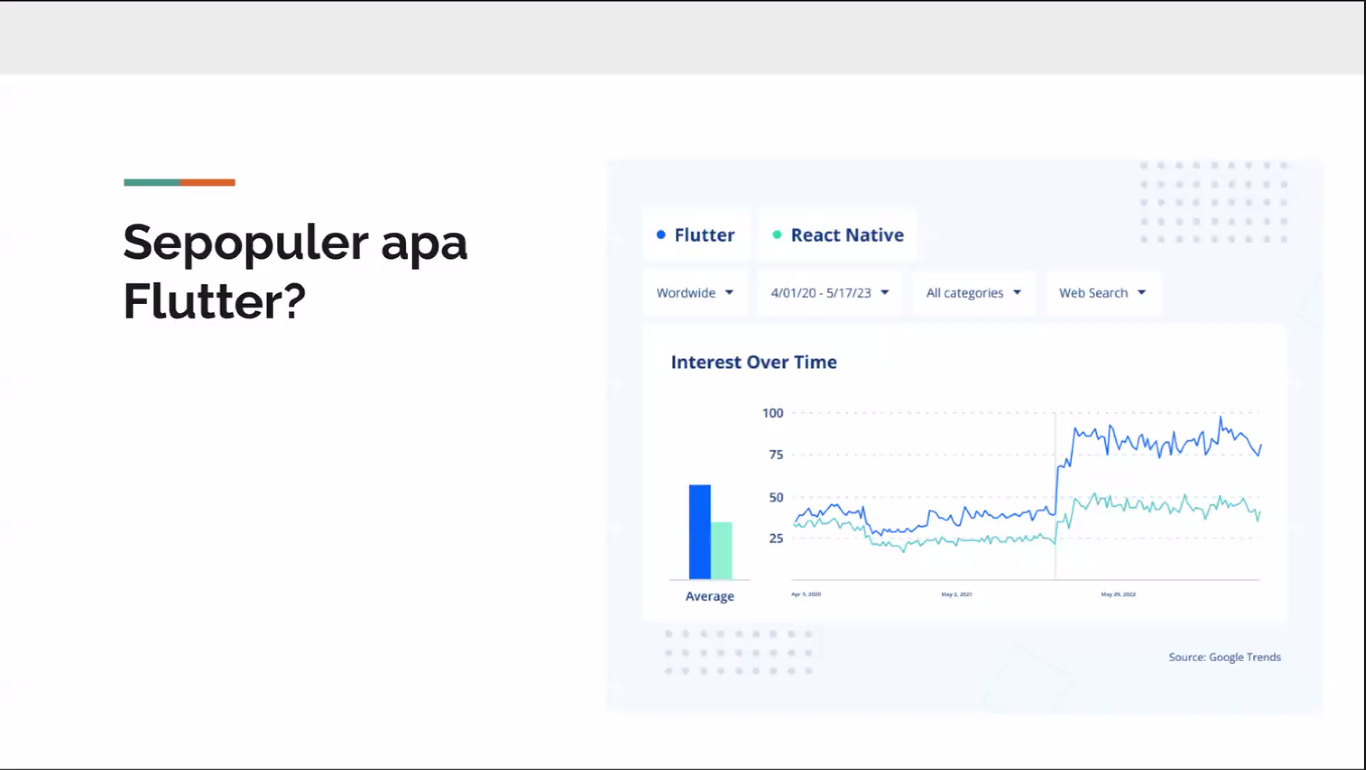 Sepopuler apa
Flutter?
Flutter
React Native
Wordwide
4/01/20 - 5/17/23
All categories
Web Search
Interest Over Time
100
75
50
25
Average
Apr 5, 2020
May 2, 2021
May 29, 2022
Source: Google Trends